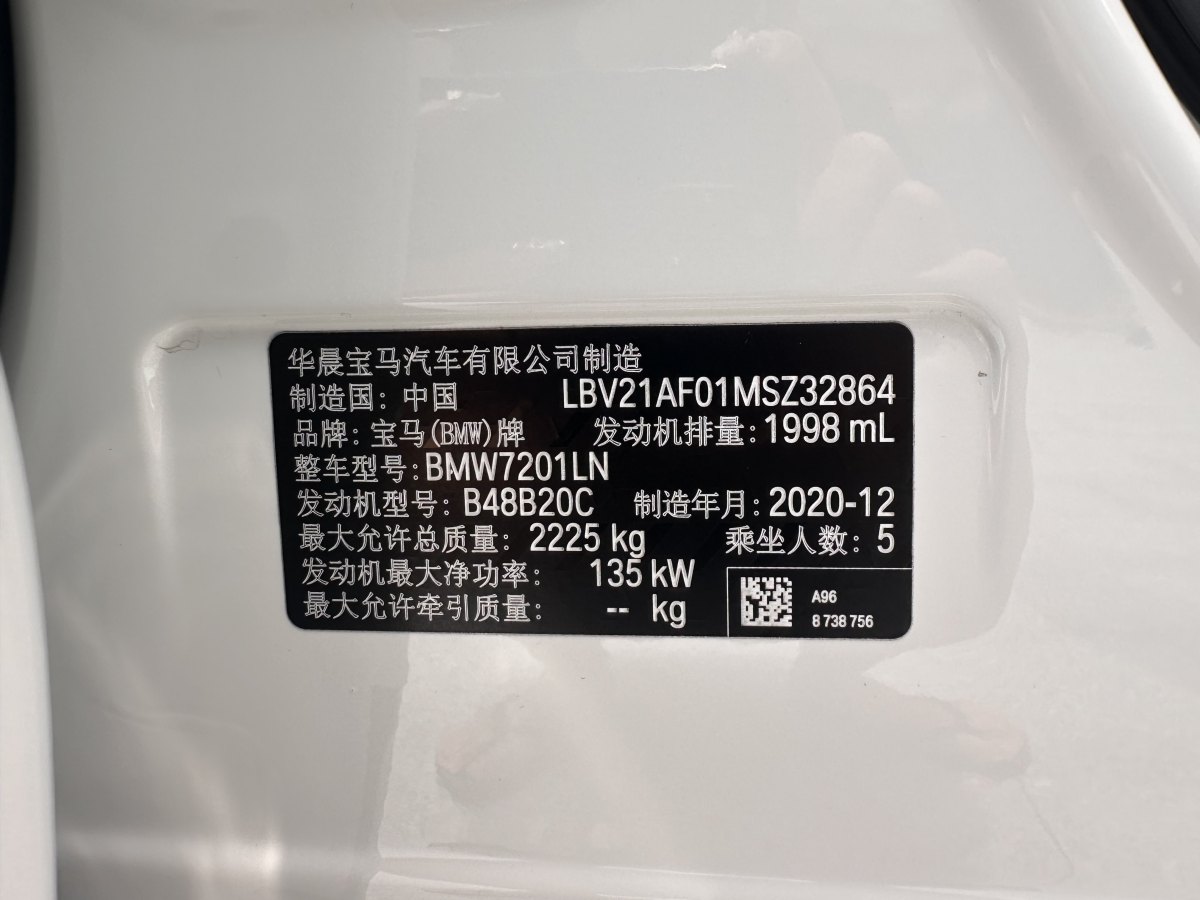 华晨宝马汽车有限公司制造
制造国：中国 LBV21AF01MSZ32864
品牌：宝马(BMW)牌 发动机排量：1998 mL
整车型号：BMW7201LN
发动机型号：B48B20C 制造年月：2020-12
最大允许总质量：2225 kg 乘坐人数：5
发动机最大净功率：135 kW
最大允许牵引质量：-- kg
A96
8 738 756